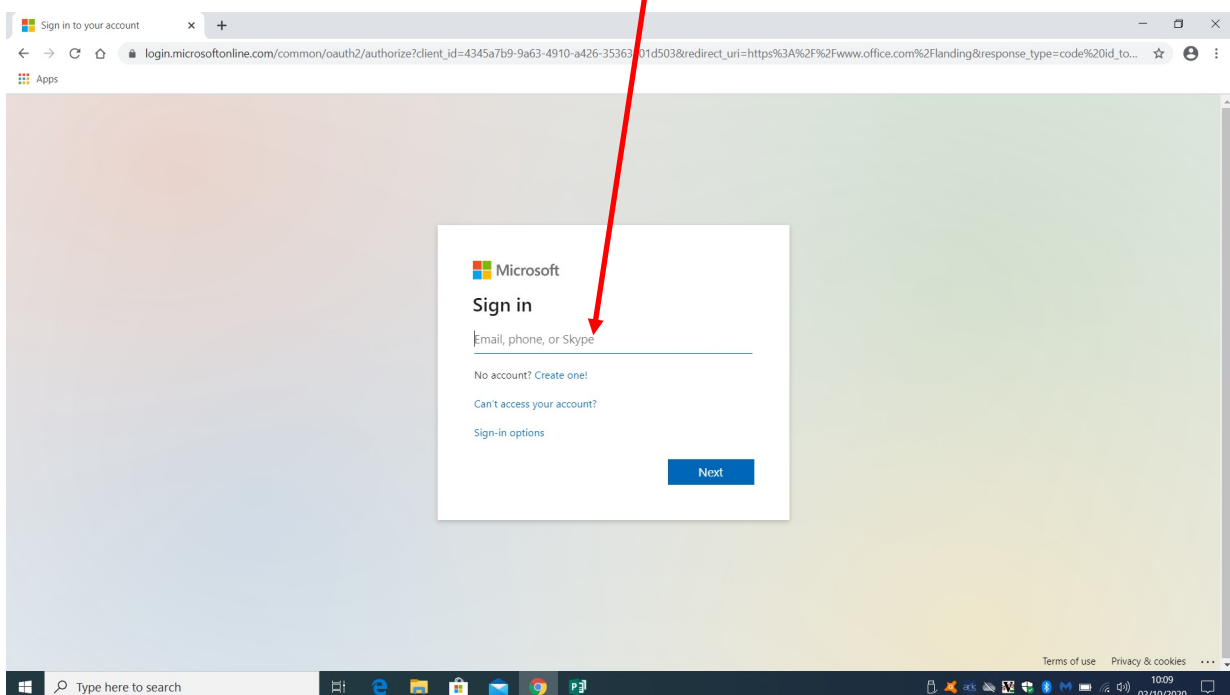 Sign in to your account
login.microsoftonline.com/common/oauth2/authorize?client_id=4345a7b9-9a63-4910-a426-35363 01d503&redirect_uri=https%3A%2F%2Fwww.office.com%2Flanding&response_type=code%20id_to...
Apps
Microsoft
Sign in
Email, phone, or Skype
No account? Create one!
Can't access your account?
Sign-in options
Next
Terms of use Privacy & cookies ...
Type here to search
10:09
02/10/2020